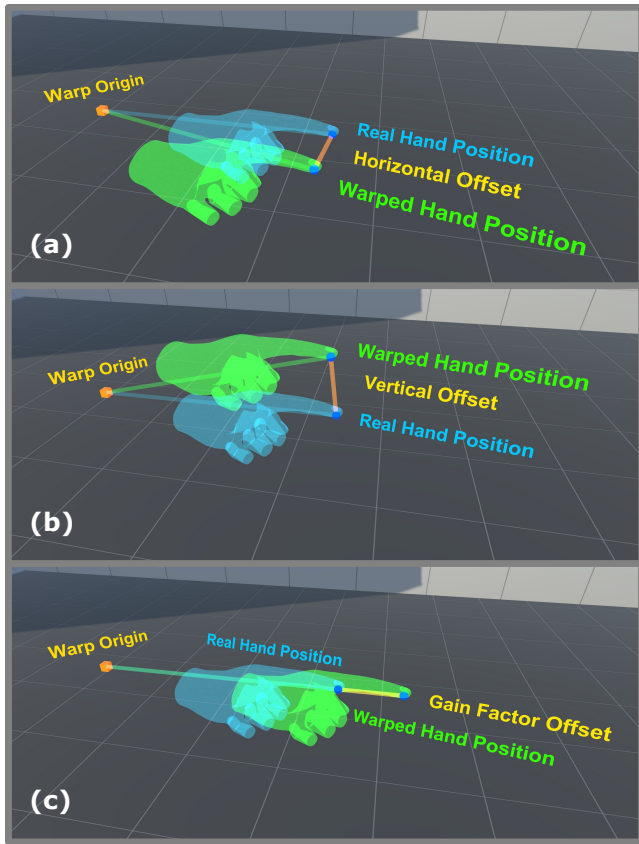 Warp Origin
Real Hand Position
Horizontal Offset
Warped Hand Position
(a)
Warp Origin
Warped Hand Position
Vertical Offset
Real Hand Position
(b)
Warp Origin
Real Hand Position
Gain Factor Offset
Warped Hand Position
(c)